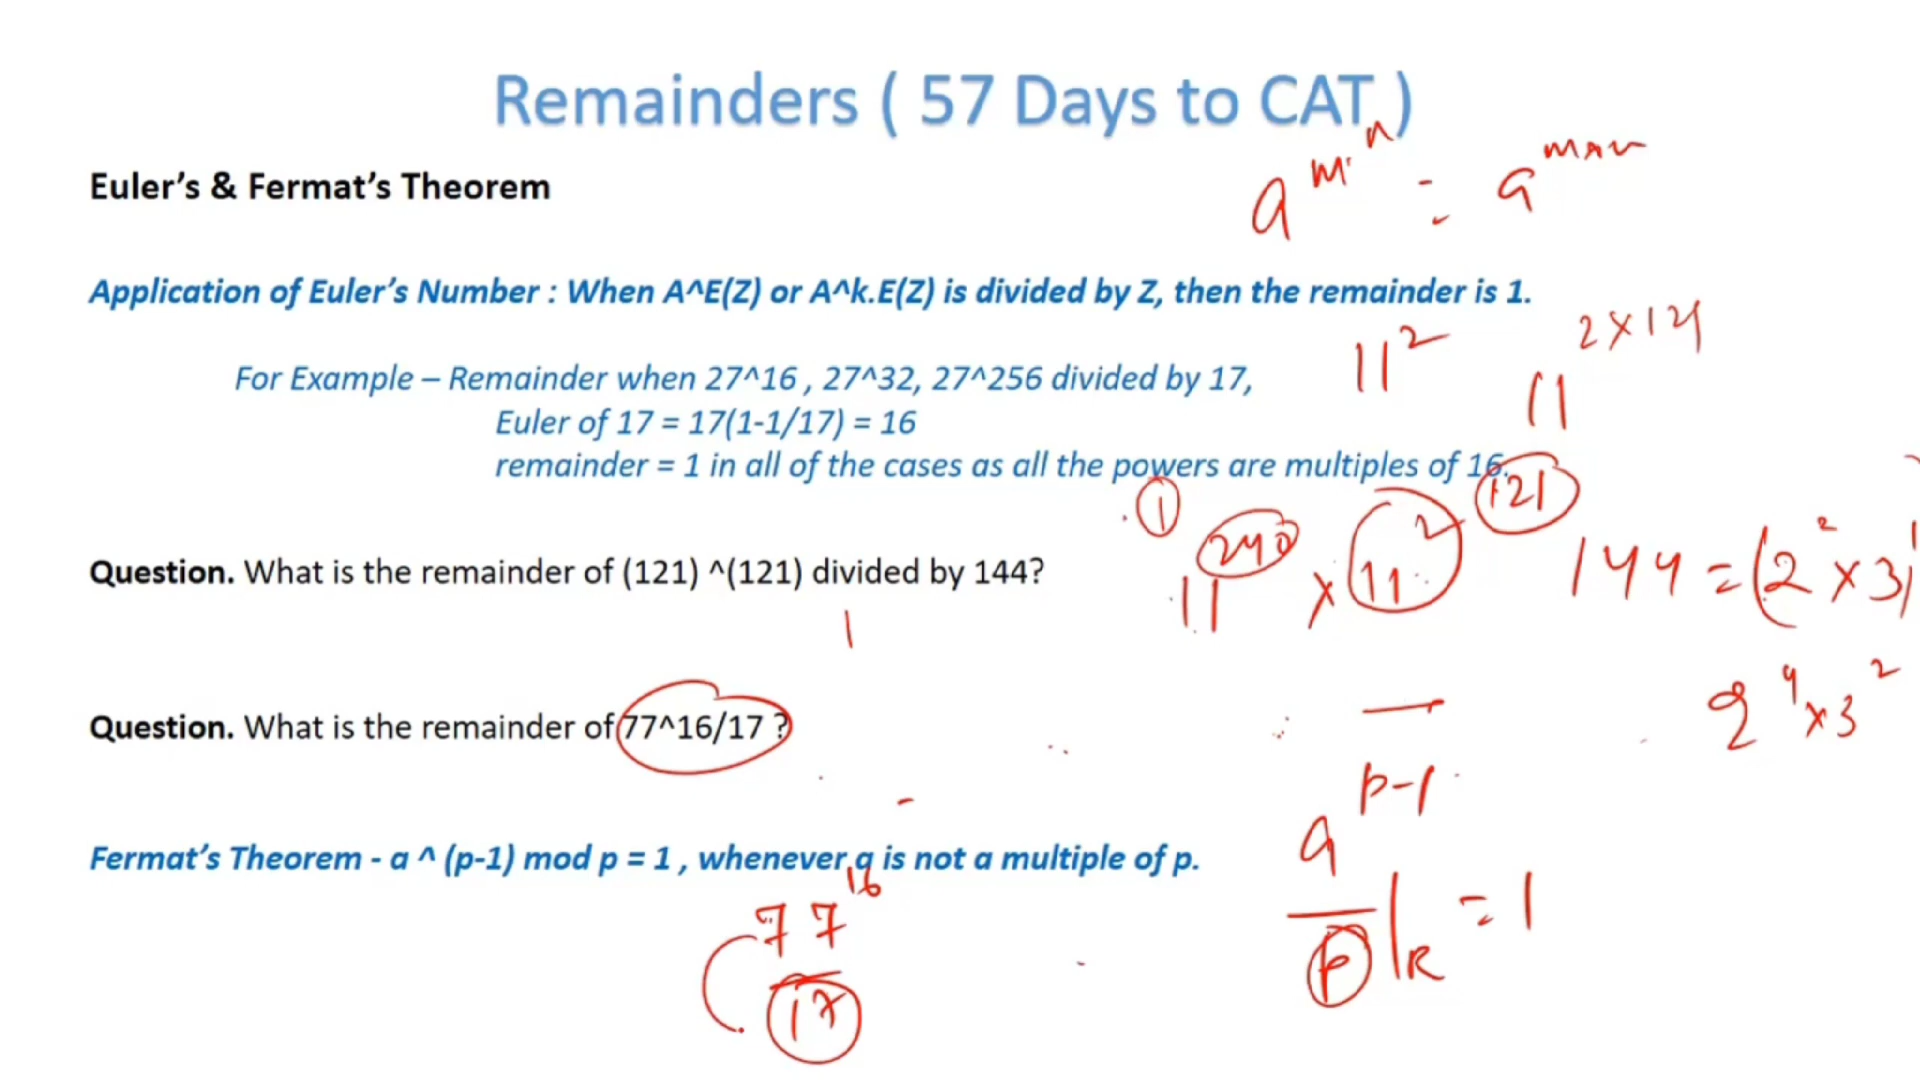 Remainders ( 57 Days to CAT )
Euler's & Fermat's Theorem
a^m^n = a^mxn
Application of Euler's Number : When A^E(Z) or A^k.E(Z) is divided by Z, then the remainder is 1.
11^2
11^2x121
For Example – Remainder when 27^16 , 27^32, 27^256 divided by 17,
Euler of 17 = 17(1-1/17) = 16
remainder = 1 in all of the cases as all the powers are multiples of 16.
1
11^240 x 11^2
121
144 = (2^2 x 3)
2^4 x 3^2
Question. What is the remainder of (121) ^(121) divided by 144?
1
Question. What is the remainder of 77^16/17 ?
Fermat's Theorem - a ^ (p-1) mod p = 1 , whenever a is not a multiple of p.
77^16
17
a^p-1
P |R = 1